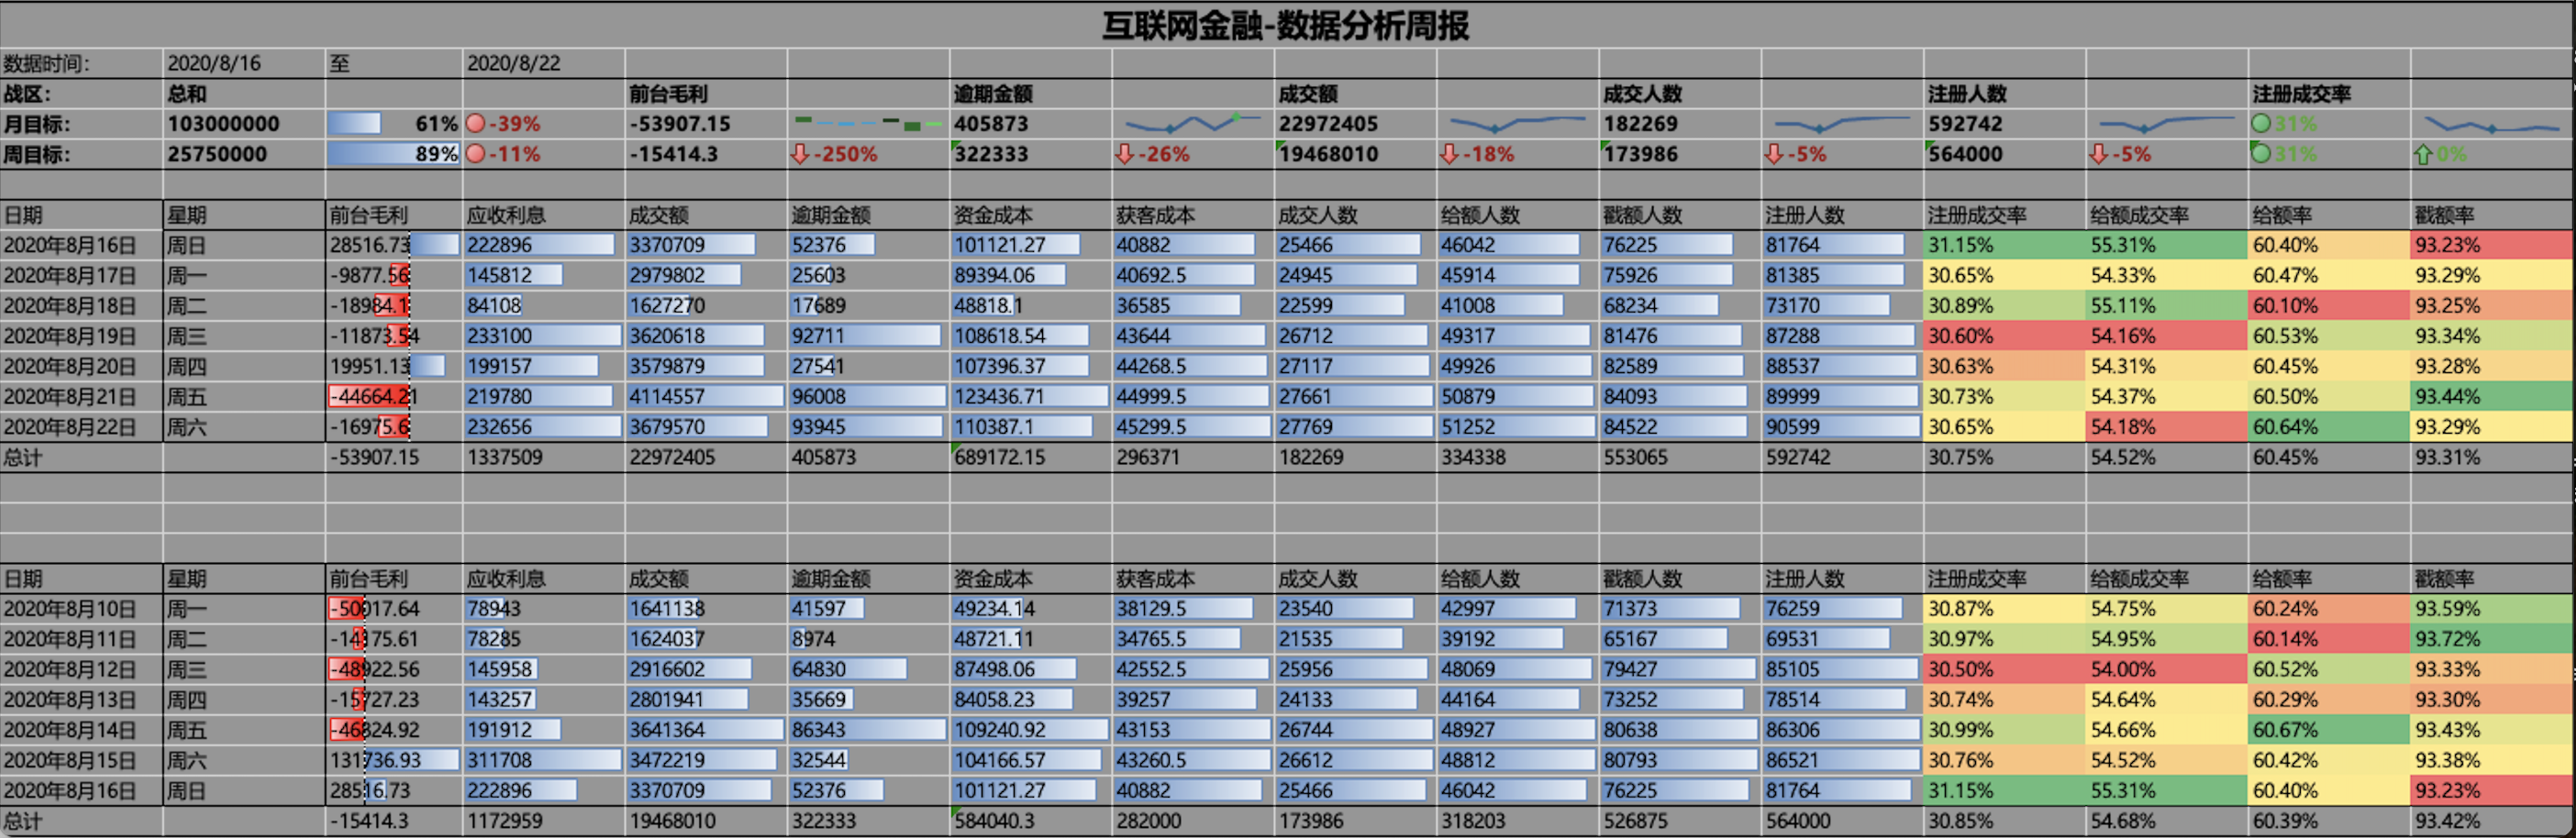 互联网金融-数据分析周报
数据时间: 2020/8/16 至 2020/8/22
战区: 总和 前台毛利 逾期金额 成交额 成交人数 注册人数 注册成交率
月目标: 103000000 61% -39% -53907.15 405873 22972405 182269 592742 31%
周目标: 25750000 89% -11% -15414.3 -250% 322333 -26% 19468010 -18% 173986 -5% 564000 -5% 31% 0%
日期 星期 前台毛利 应收利息 成交额 逾期金额 资金成本 获客成本 成交人数 给额人数 戳额人数 注册人数 注册成交率 给额成交率 给额率 戳额率
2020年8月16日 周日 28516.73 222896 3370709 52376 101121.27 40882 25466 46042 76225 81764 31.15% 55.31% 60.40% 93.23%
2020年8月17日 周一 -9877.56 145812 2979802 25603 89394.06 40692.5 24945 45914 75926 81385 30.65% 54.33% 60.47% 93.29%
2020年8月18日 周二 -18984.1 84108 1627270 17689 48818.1 36585 22599 41008 68234 73170 30.89% 55.11% 60.10% 93.25%
2020年8月19日 周三 -11873.54 233100 3620618 92711 108618.54 43644 26712 49317 81476 87288 30.60% 54.16% 60.53% 93.34%
2020年8月20日 周四 19951.13 199157 3579879 27541 107396.37 44268.5 27117 49926 82589 88537 30.63% 54.31% 60.45% 93.28%
2020年8月21日 周五 -44664.21 219780 4114557 96008 123436.71 44999.5 27661 50879 84093 89999 30.73% 54.37% 60.50% 93.44%
2020年8月22日 周六 -16975.6 232656 3679570 93945 110387.1 45299.5 27769 51252 84522 90599 30.65% 54.18% 60.64% 93.29%
总计 -53907.15 1337509 22972405 405873 689172.15 296371 182269 334338 553065 592742 30.75% 54.52% 60.45% 93.31%
日期 星期 前台毛利 应收利息 成交额 逾期金额 资金成本 获客成本 成交人数 给额人数 戳额人数 注册人数 注册成交率 给额成交率 给额率 戳额率
2020年8月10日 周一 -50017.64 78943 1641138 41597 49234.14 38129.5 23540 42997 71373 76259 30.87% 54.75% 60.24% 93.59%
2020年8月11日 周二 -14375.61 78285 1624037 8974 48721.11 34765.5 21535 39192 65167 69531 30.97% 54.95% 60.14% 93.72%
2020年8月12日 周三 -48922.56 145958 2916602 64830 87498.06 42552.5 25956 48069 79427 85105 30.50% 54.00% 60.52% 93.33%
2020年8月13日 周四 -15727.23 143257 2801941 35669 84058.23 39257 24133 44164 73252 78514 30.74% 54.64% 60.29% 93.30%
2020年8月14日 周五 -46824.92 191912 3641364 86343 109240.92 43153 26744 48927 80638 86306 30.99% 54.66% 60.67% 93.43%
2020年8月15日 周六 131736.93 311708 3472219 32544 104166.57 43260.5 26612 48812 80793 86521 30.76% 54.52% 60.42% 93.38%
2020年8月16日 周日 28516.73 222896 3370709 52376 101121.27 40882 25466 46042 76225 81764 31.15% 55.31% 60.40% 93.23%
总计 -15414.3 1172959 19468010 322333 584040.3 282000 173986 318203 526875 564000 30.85% 54.68% 60.39% 93.42%